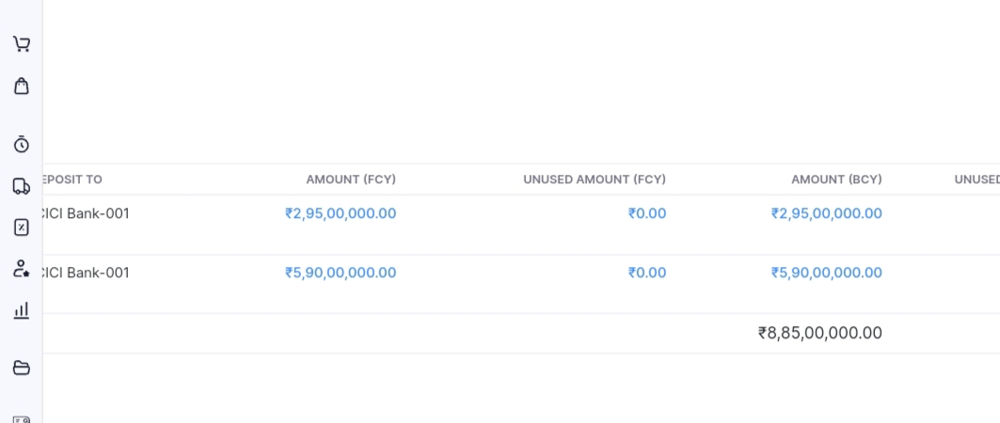 EPOSIT TO AMOUNT (FCY) UNUSED AMOUNT (FCY) AMOUNT (BCY) UNUSED
CICI Bank-001 ₹2,95,00,000.00 ₹0.00 ₹2,95,00,000.00
CICI Bank-001 ₹5,90,00,000.00 ₹0.00 ₹5,90,00,000.00
₹8,85,00,000.00